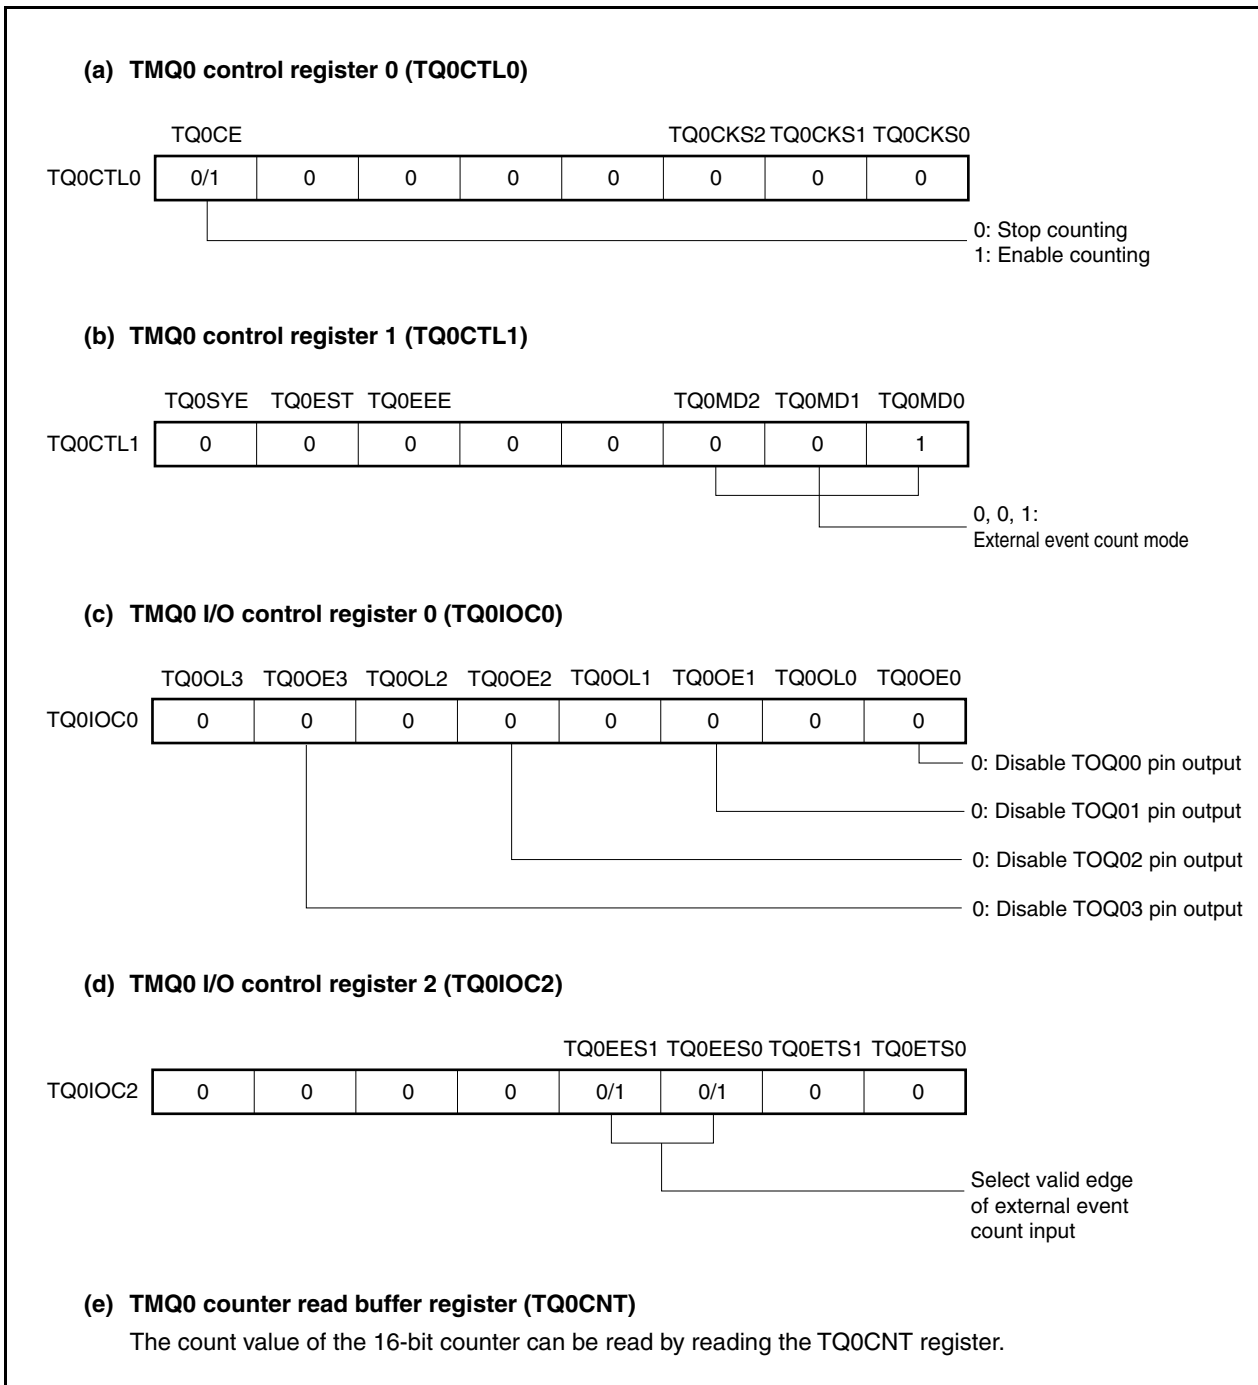 (a) TMQ0 control register 0 (TQ0CTL0)
TQ0CE TQ0CKS2 TQ0CKS1 TQ0CKS0
TQ0CTL0 0/1 0 0 0 0 0 0 0
0: Stop counting
1: Enable counting
(b) TMQ0 control register 1 (TQ0CTL1)
TQ0SYE TQ0EST TQ0EEE TQ0MD2 TQ0MD1 TQ0MD0
TQ0CTL1 0 0 0 0 0 0 0 1
0, 0, 1:
External event count mode
(c) TMQ0 I/O control register 0 (TQ0IOC0)
TQ0OL3 TQ0OE3 TQ0OL2 TQ0OE2 TQ0OL1 TQ0OE1 TQ0OL0 TQ0OE0
TQ0IOC0 0 0 0 0 0 0 0 0
0: Disable TOQ00 pin output
0: Disable TOQ01 pin output
0: Disable TOQ02 pin output
0: Disable TOQ03 pin output
(d) TMQ0 I/O control register 2 (TQ0IOC2)
TQ0EES1 TQ0EES0 TQ0ETS1 TQ0ETS0
TQ0IOC2 0 0 0 0 0/1 0/1 0 0
Select valid edge
of external event
count input
(e) TMQ0 counter read buffer register (TQ0CNT)
The count value of the 16-bit counter can be read by reading the TQ0CNT register.